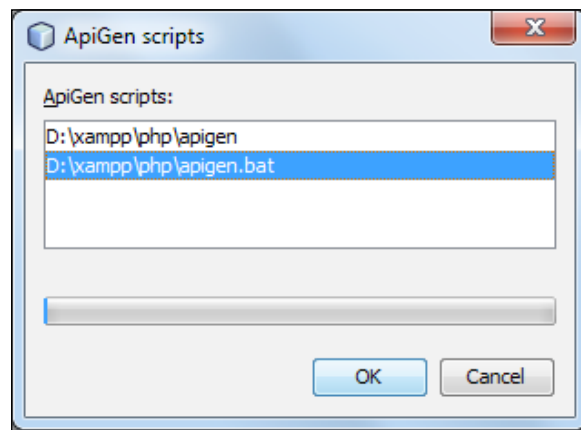 ApiGen scripts
ApiGen scripts:
D:\xampp\php\apigen
D:\xampp\php\apigen.bat
OK
Cancel